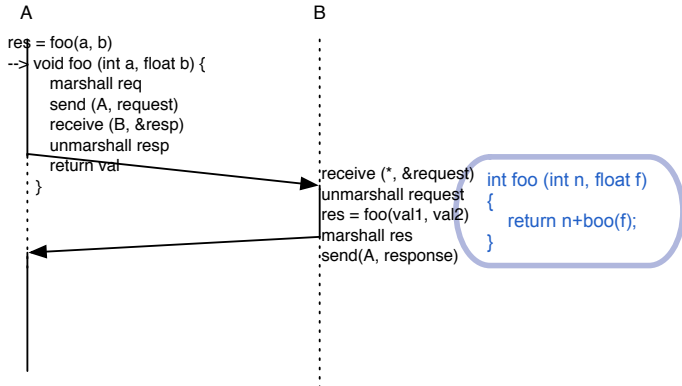 A
B
res = foo(a, b)
--> void foo (int a, float b) {
marshall req
send (A, request)
receive (B, &resp)
unmarshall resp
return val
}
receive (*, &request)
unmarshall request
res = foo(val1, val2)
marshall res
send(A, response)
int foo (int n, float f)
{
return n+boo(f);
}